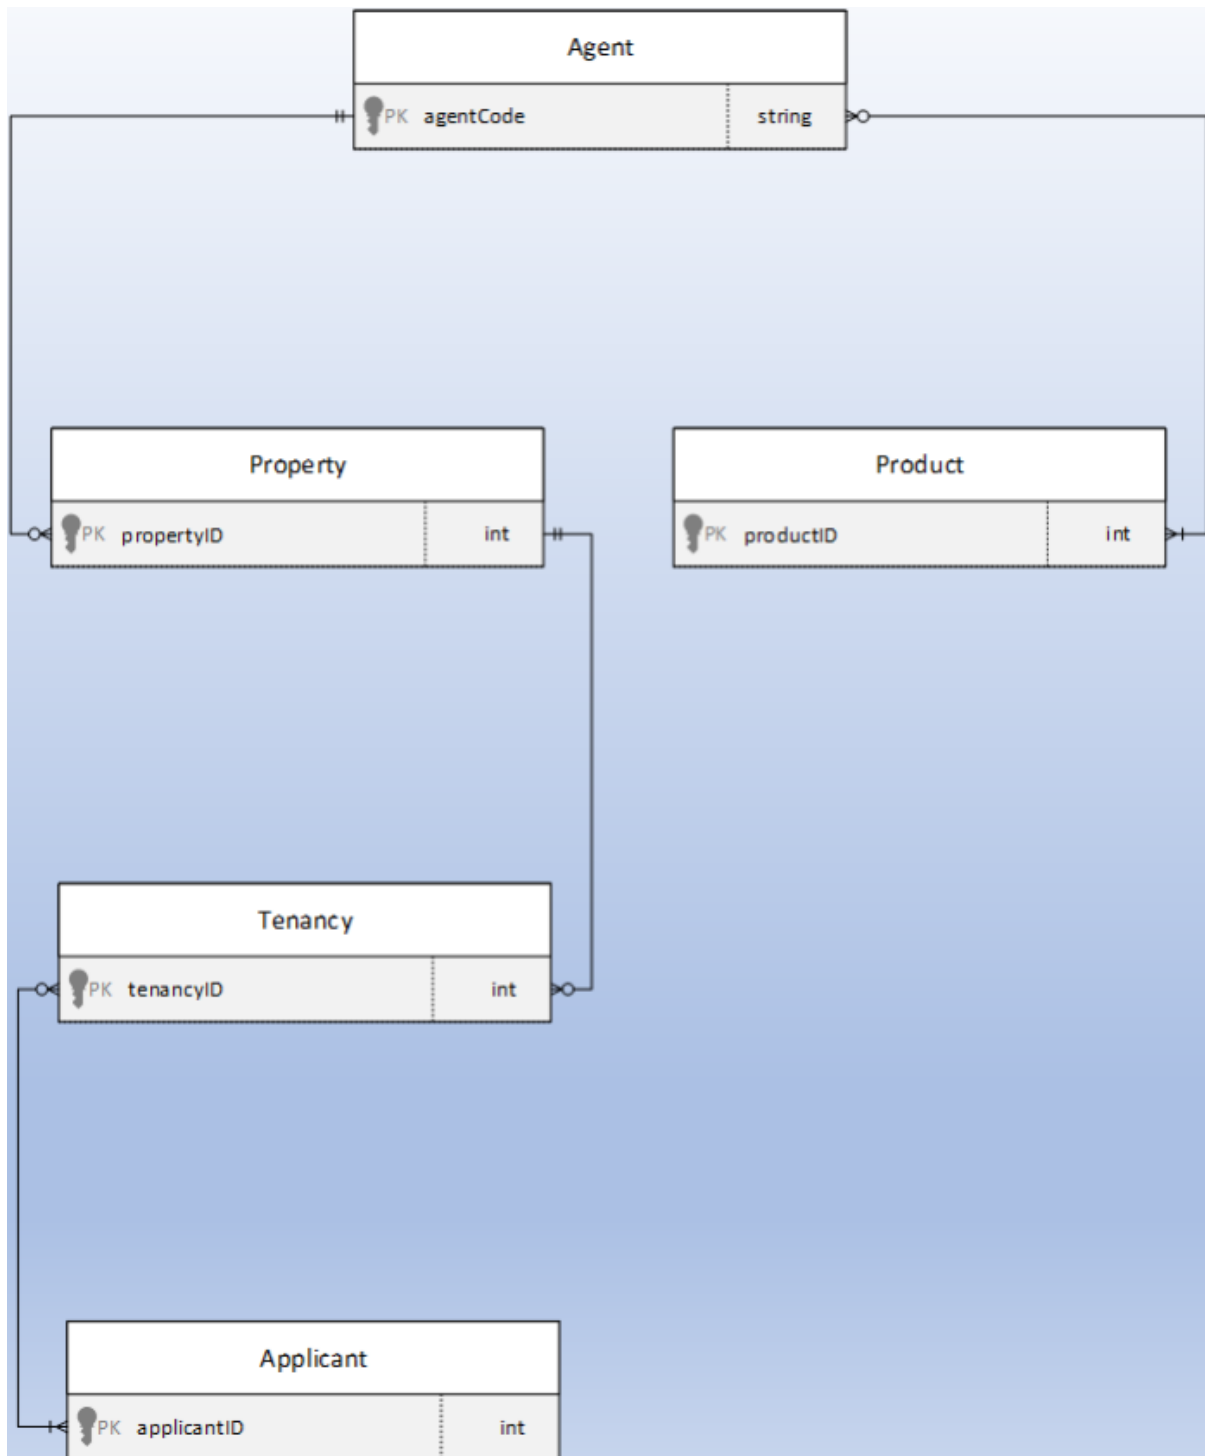 Agent
PK agentCode string
Property
PK propertyID int
Product
PK productID int
Tenancy
PK tenancyID int
Applicant
PK applicantID int